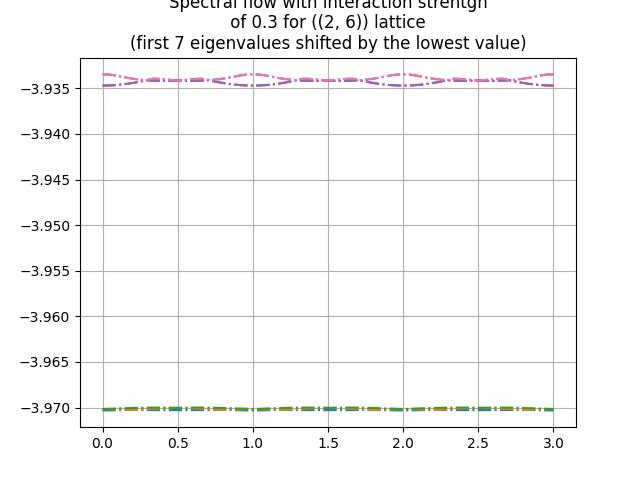 Spectral flow with interaction strentgh
of 0.3 for ((2, 6)) lattice
(first 7 eigenvalues shifted by the lowest value)
−3.935
−3.940
−3.945
−3.950
−3.955
−3.960
−3.965
−3.970
0.0 0.5 1.0 1.5 2.0 2.5 3.0